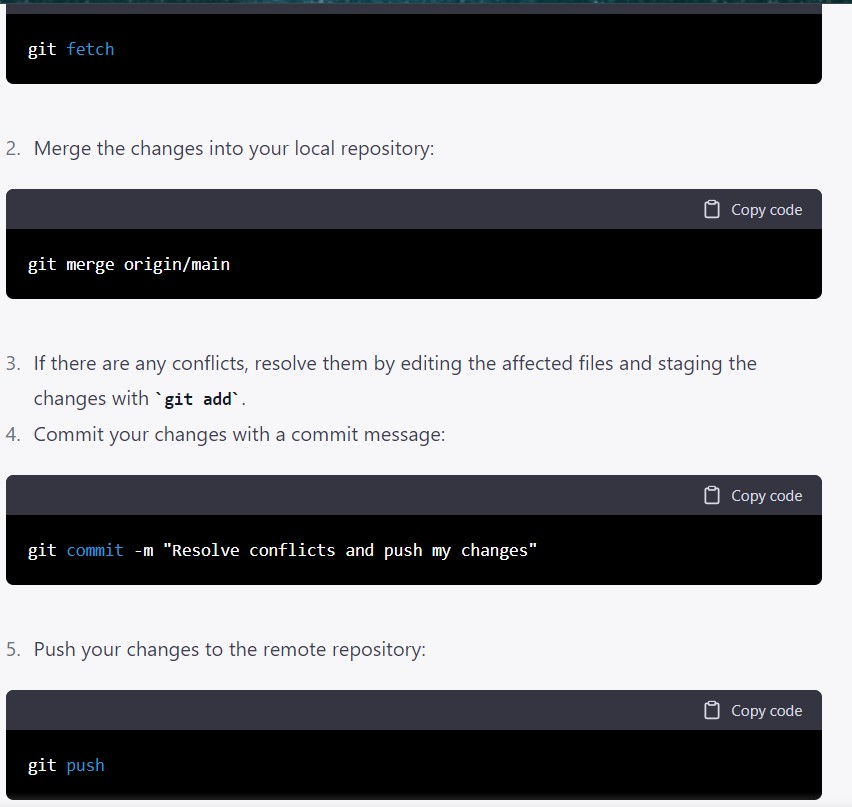 git fetch
2. Merge the changes into your local repository:
Copy code
git merge origin/main
3. If there are any conflicts, resolve them by editing the affected files and staging the
changes with `git add`.
4. Commit your changes with a commit message:
Copy code
git commit -m "Resolve conflicts and push my changes"
5. Push your changes to the remote repository:
Copy code
git push